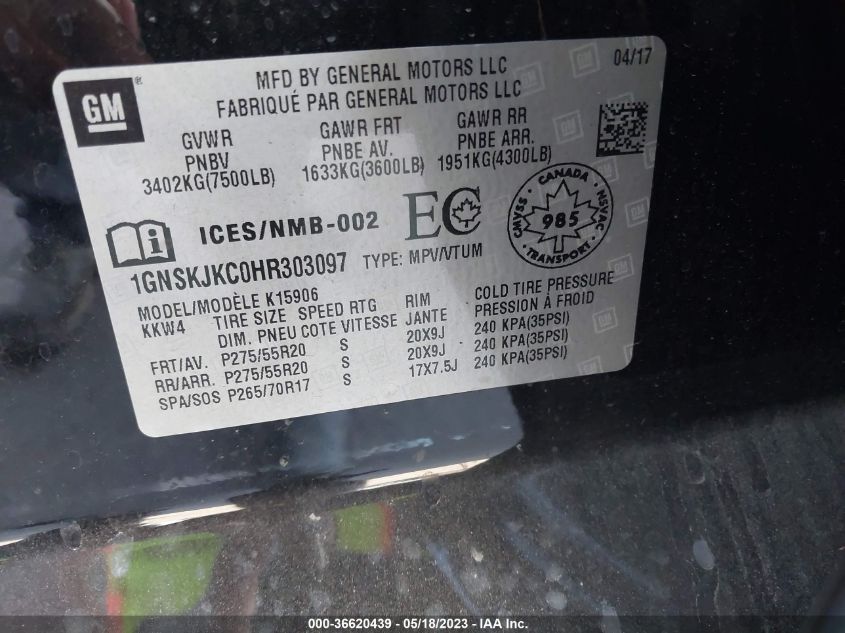 GM
®
MFD BY GENERAL MOTORS LLC
04/17
FABRIQUÉ PAR GENERAL MOTORS LLC
GVWR
GAWR FRT
GAWR RR
PNBV
PNBE AV.
PNBE ARR.
3402KG(7500LB)
1633KG(3600LB)
1951KG(4300LB)
i
ICES/NMB-002
EC
CANADA
CMVSS
NSVAC
985
TRANSPORT
1GNSKJKC0HR303097 TYPE: MPV/VTUM
MODEL/MODÈLE K15906
KKW4 TIRE SIZE SPEED RTG RIM COLD TIRE PRESSURE
DIM. PNEU COTE VITESSE JANTE PRESSION À FROID
FRT/AV. P275/55R20 S 20X9J 240 KPA(35PSI)
RR/ARR. P275/55R20 S 20X9J 240 KPA(35PSI)
SPA/SOS P265/70R17 S 17X7.5J 240 KPA(35PSI)
000-36620439 - 05/18/2023 - IAA Inc.